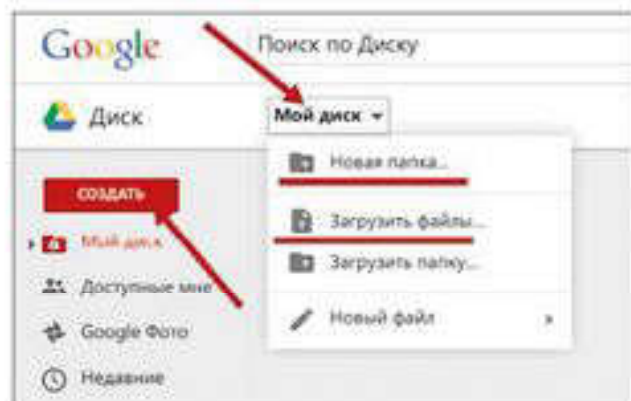 Google
Поиск по Диску
Диск
Мой диск
Новая папка...
СОЗДАТЬ
Загрузить файлы...
Мой диск
Загрузить папку...
Доступные мне
Новый файл
Google Фото
Недавние